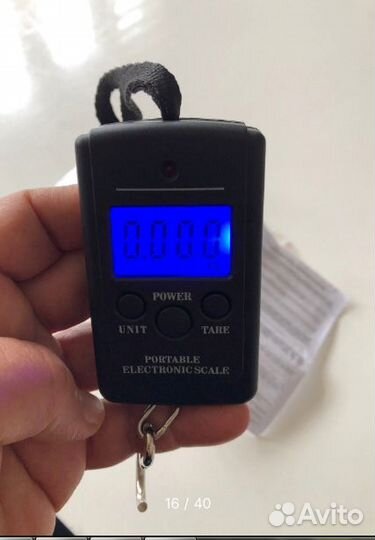 0.000
POWER
UNIT TARE
PORTABLE
ELECTRONIC SCALE
16 / 40
Avito